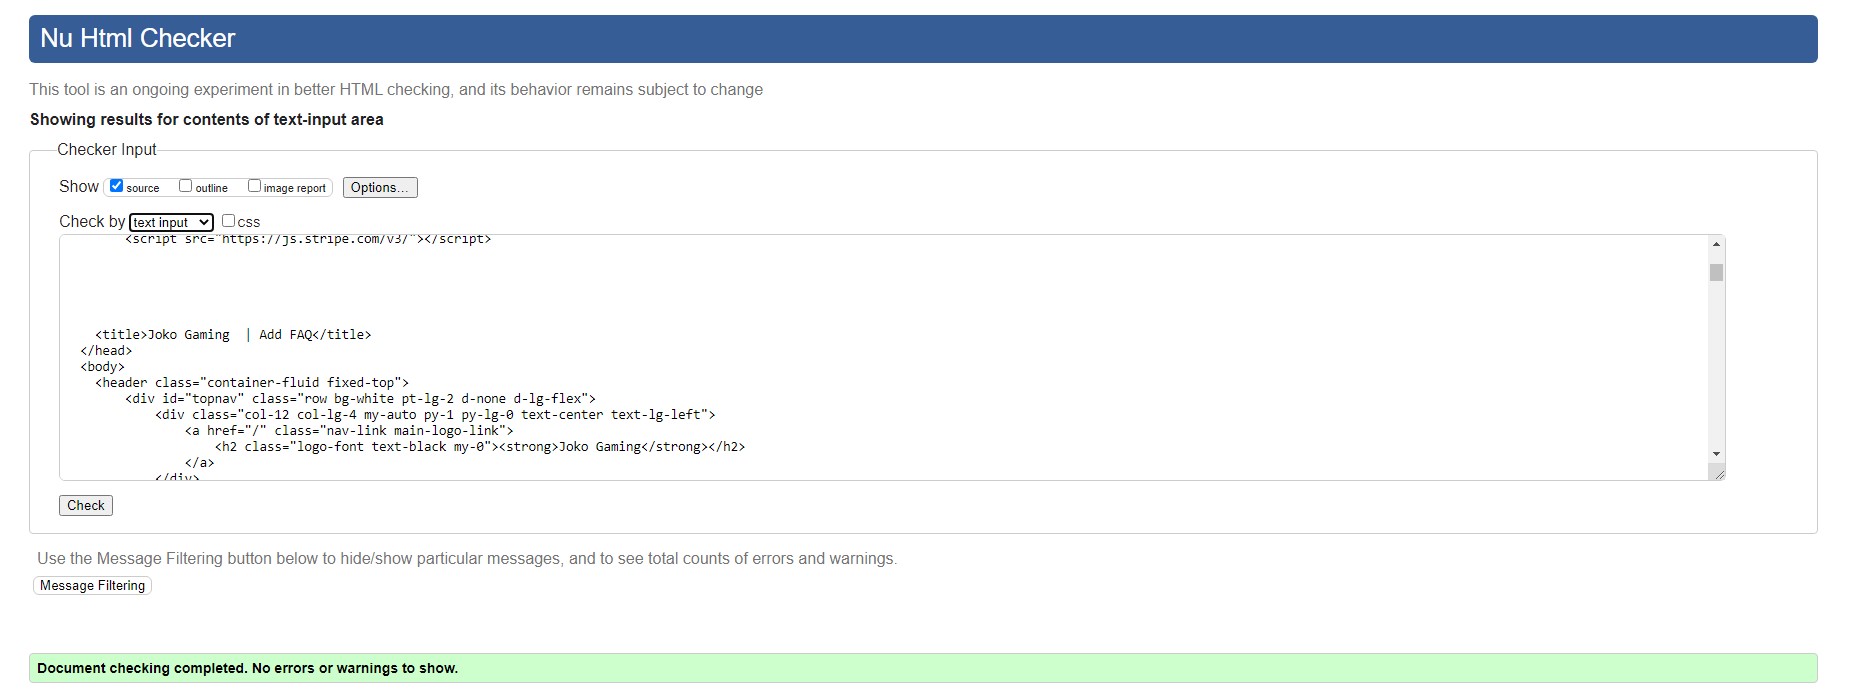 Nu Html Checker
This tool is an ongoing experiment in better HTML checking, and its behavior remains subject to change
Showing results for contents of text-input area
Checker Input
Show source outline image report Options...
Check by text input css
<script src="https://js.stripe.com/v3/"></script>
<title>Joko Gaming  | Add FAQ</title>
</head>
<body>
<header class="container-fluid fixed-top">
<div id="topnav" class="row bg-white pt-lg-2 d-none d-lg-flex">
<div class="col-12 col-lg-4 my-auto py-1 py-lg-0 text-center text-lg-left">
<a href="/" class="nav-link main-logo-link">
<h2 class="logo-font text-black my-0"><strong>Joko Gaming</strong></h2>
</a>
</div>
Check
Use the Message Filtering button below to hide/show particular messages, and to see total counts of errors and warnings.
Message Filtering
Document checking completed. No errors or warnings to show.